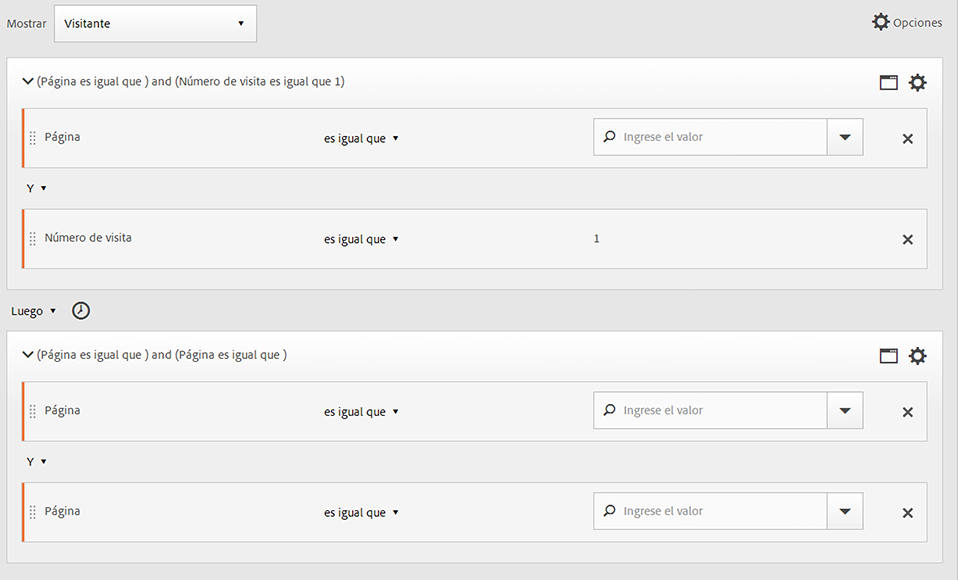 Mostrar Visitante Opciones
(Página es igual que ) and (Número de visita es igual que 1)
Página es igual que Ingrese el valor
Y
Número de visita es igual que 1
Luego
(Página es igual que ) and (Página es igual que )
Página es igual que Ingrese el valor
Y
Página es igual que Ingrese el valor